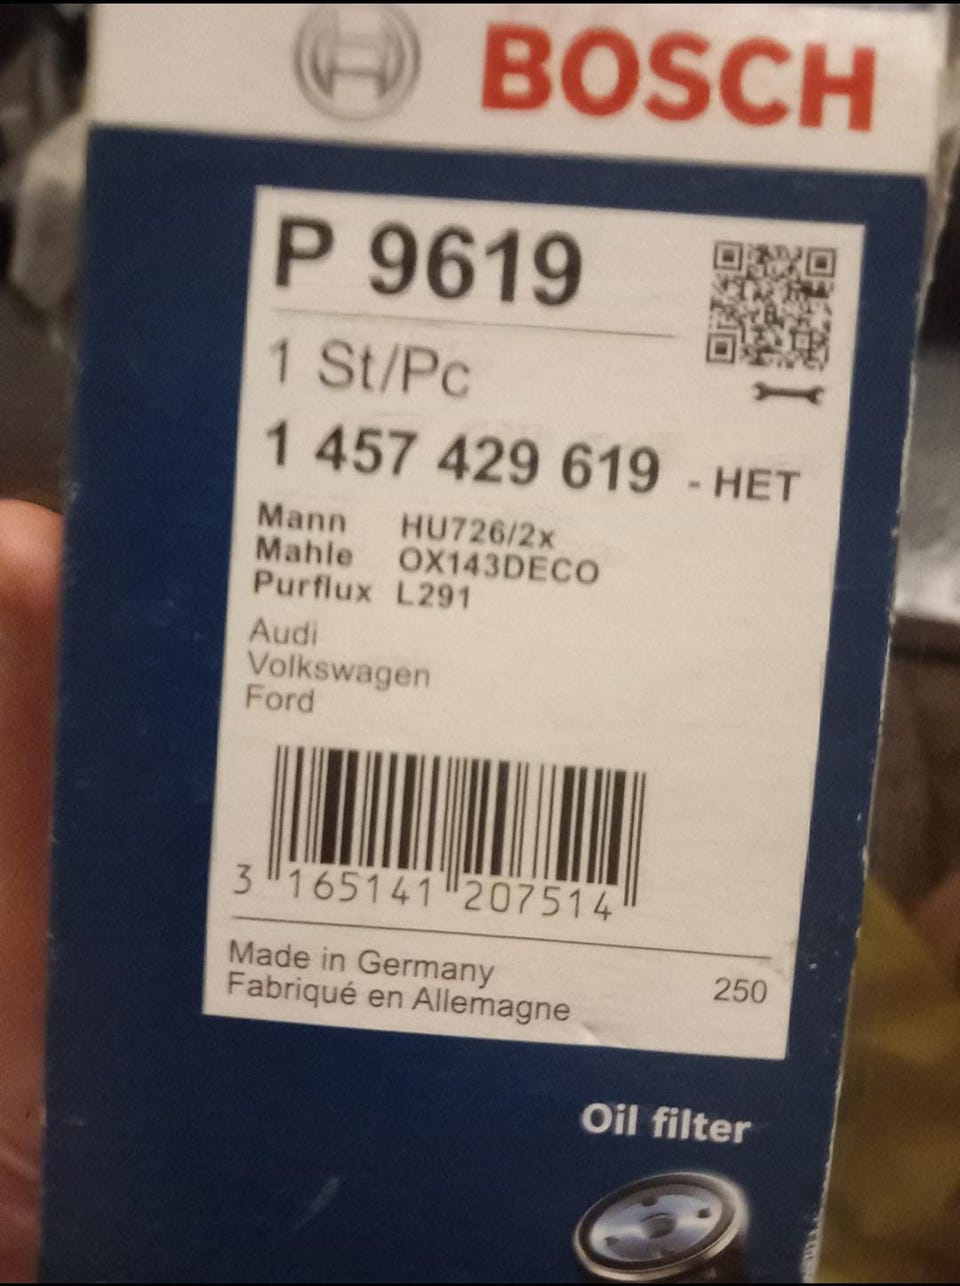 BOSCH
P 9619
1 St/Pc
1 457 429 619 - HET
Mann HU726/2x
Mahle OX143DECO
Purflux L291
Audi
Volkswagen
Ford
3 165141 207514
Made in Germany
Fabriqué en Allemagne
250
Oil filter